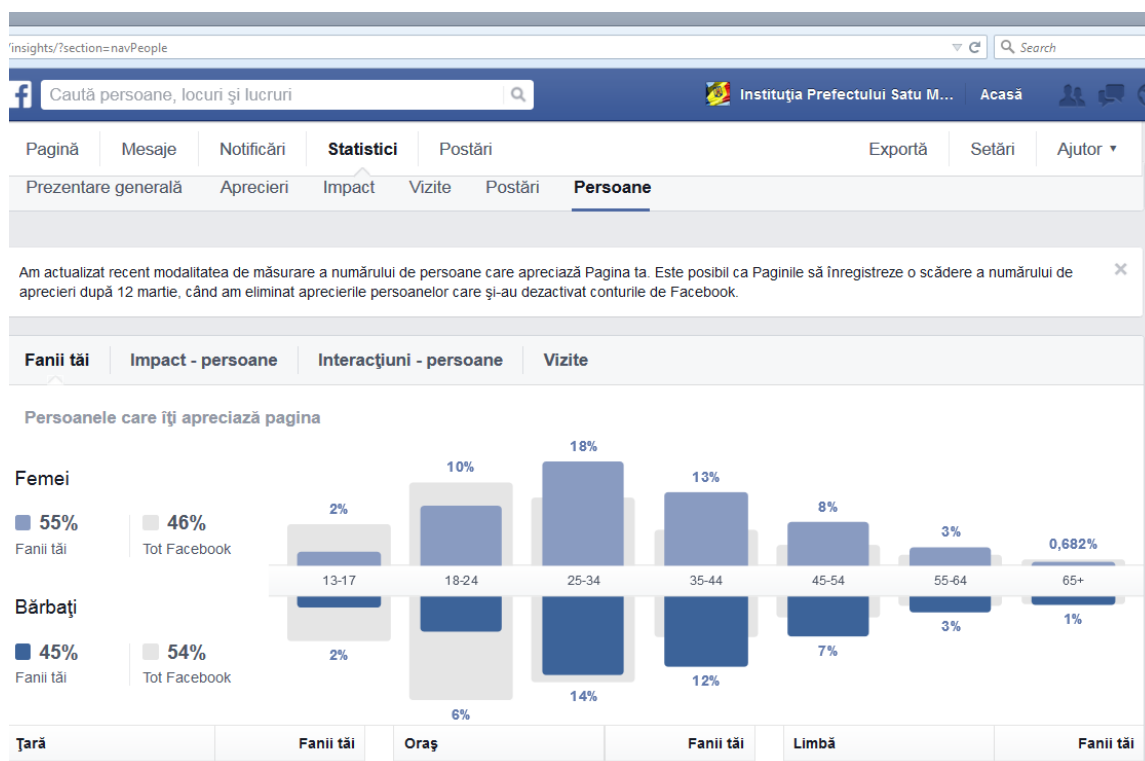 /insights/?section=navPeople
Search
f
Caută persoane, locuri și lucruri
Instituţia Prefectului Satu M... Acasă
Pagină Mesaje Notificări Statistici Postări Exportă Setări Ajutor
Prezentare generală Aprecieri Impact Vizite Postări Persoane
Am actualizat recent modalitatea de măsurare a numărului de persoane care apreciază Pagina ta. Este posibil ca Paginile să înregistreze o scădere a numărului de
aprecieri după 12 martie, când am eliminat aprecierile persoanelor care şi-au dezactivat conturile de Facebook.
Fanii tăi Impact - persoane Interacţiuni - persoane Vizite
Persoanele care îţi apreciază pagina
Femei
55% 46%
Fanii tăi Tot Facebook
2% 10% 18% 13% 8% 3% 0,682%
13-17 18-24 25-34 35-44 45-54 55-64 65+
Bărbaţi
45% 54%
Fanii tăi Tot Facebook
2% 6% 14% 12% 7% 3% 1%
Ţară Fanii tăi Oraş Fanii tăi Limbă Fanii tăi